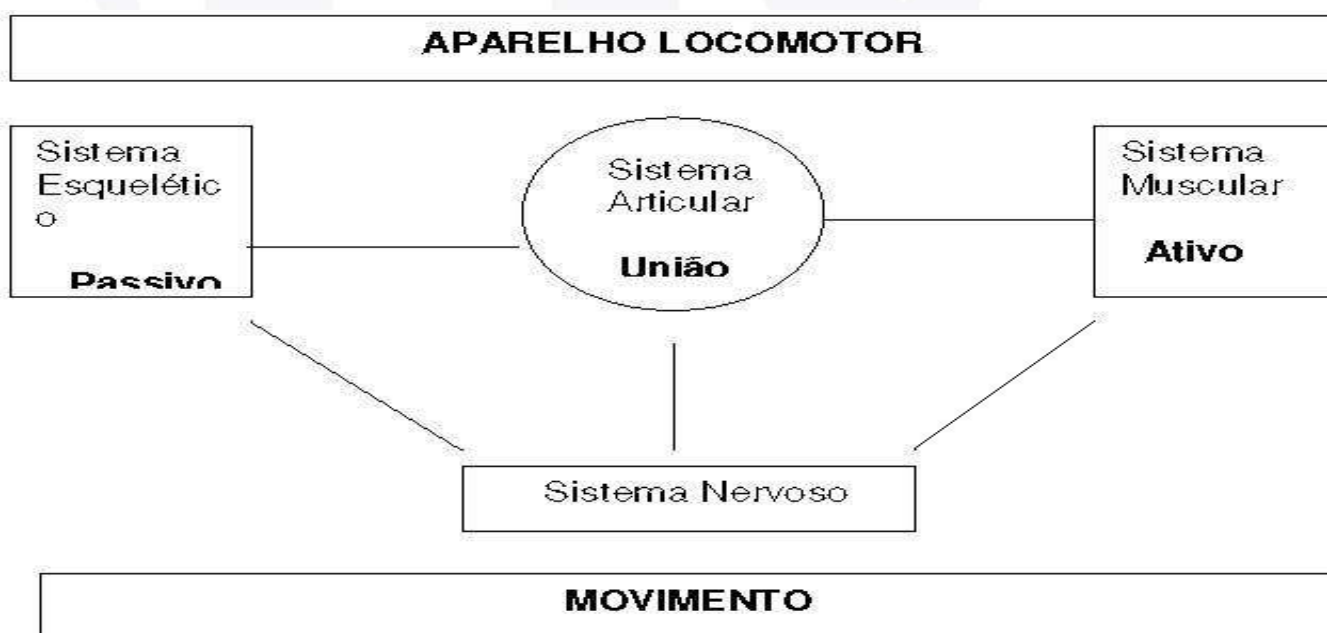 APARELHO LOCOMOTOR
Sistema
Esquelétic
o
Passivo
Sistema
Articular
União
Sistema
Muscular
Ativo
Sistema Nervoso
MOVIMENTO